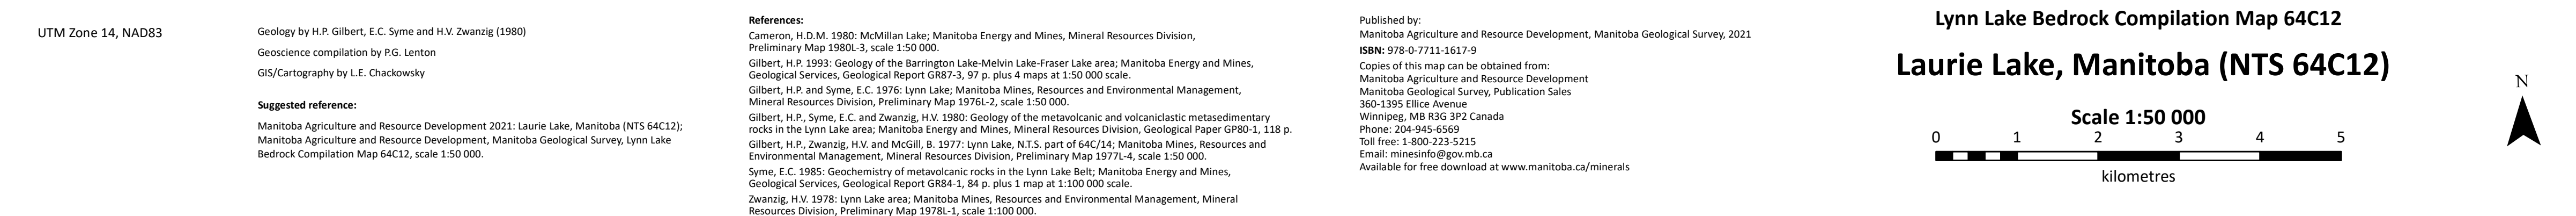 UTM Zone 14, NAD83
Geology by H.P. Gilbert, E.C. Syme and H.V. Zwanzig (1980)
Geoscience compilation by P.G. Lenton
GIS/Cartography by L.E. Chackowsky
Suggested reference:
Manitoba Agriculture and Resource Development 2021: Laurie Lake, Manitoba (NTS 64C12);
Manitoba Agriculture and Resource Development, Manitoba Geological Survey, Lynn Lake
Bedrock Compilation Map 64C12, scale 1:50 000.
References:
Cameron, H.D.M. 1980: McMillan Lake; Manitoba Energy and Mines, Mineral Resources Division,
Preliminary Map 1980L-3, scale 1:50 000.
Gilbert, H.P. 1993: Geology of the Barrington Lake-Melvin Lake-Fraser Lake area; Manitoba Energy and Mines,
Geological Services, Geological Report GR87-3, 97 p. plus 4 maps at 1:50 000 scale.
Gilbert, H.P. and Syme, E.C. 1976: Lynn Lake; Manitoba Mines, Resources and Environmental Management,
Mineral Resources Division, Preliminary Map 1976L-2, scale 1:50 000.
Gilbert, H.P., Syme, E.C. and Zwanzig, H.V. 1980: Geology of the metavolcanic and volcaniclastic metasedimentary
rocks in the Lynn Lake area; Manitoba Energy and Mines, Mineral Resources Division, Geological Paper GP80-1, 118 p.
Gilbert, H.P., Zwanzig, H.V. and McGill, B. 1977: Lynn Lake, N.T.S. part of 64C/14; Manitoba Mines, Resources and
Environmental Management, Mineral Resources Division, Preliminary Map 1977L-4, scale 1:50 000.
Syme, E.C. 1985: Geochemistry of metavolcanic rocks in the Lynn Lake Belt; Manitoba Energy and Mines,
Geological Services, Geological Report GR84-1, 84 p. plus 1 map at 1:100 000 scale.
Zwanzig, H.V. 1978: Lynn Lake area; Manitoba Mines, Resources and Environmental Management, Mineral
Resources Division, Preliminary Map 1978L-1, scale 1:100 000.
Published by:
Manitoba Agriculture and Resource Development, Manitoba Geological Survey, 2021
ISBN: 978-0-7711-1617-9
Copies of this map can be obtained from:
Manitoba Agriculture and Resource Development
Manitoba Geological Survey, Publication Sales
360-1395 Ellice Avenue
Winnipeg, MB R3G 3P2 Canada
Phone: 204-945-6569
Toll free: 1-800-223-5215
Email: minesinfo@gov.mb.ca
Available for free download at www.manitoba.ca/minerals
Lynn Lake Bedrock Compilation Map 64C12
Laurie Lake, Manitoba (NTS 64C12)
Scale 1:50 000
0 1 2 3 4 5
kilometres
N